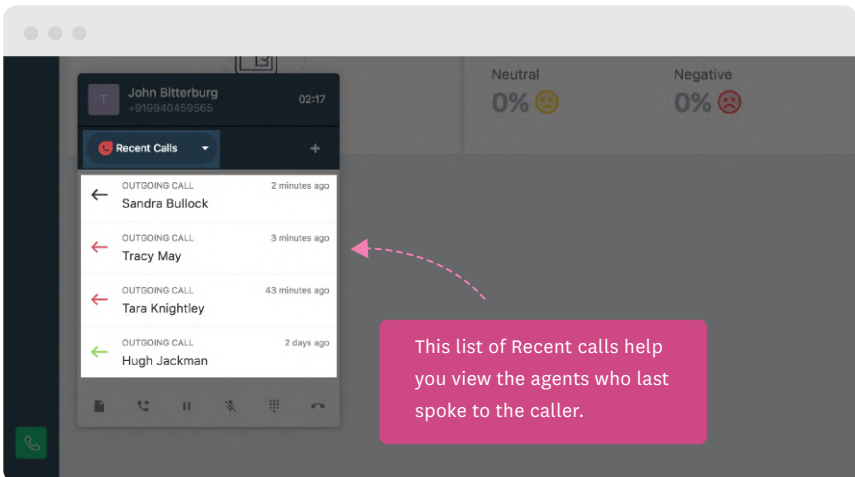 Neutral
Negative
0%
0%
T
John Bitterburg
+919940459565
02:17
Recent Calls
OUTGOING CALL
2 minutes ago
Sandra Bullock
OUTGOING CALL
3 minutes ago
Tracy May
OUTGOING CALL
43 minutes ago
Tara Knightley
OUTGOING CALL
2 days ago
Hugh Jackman
This list of Recent calls help
you view the agents who last
spoke to the caller.